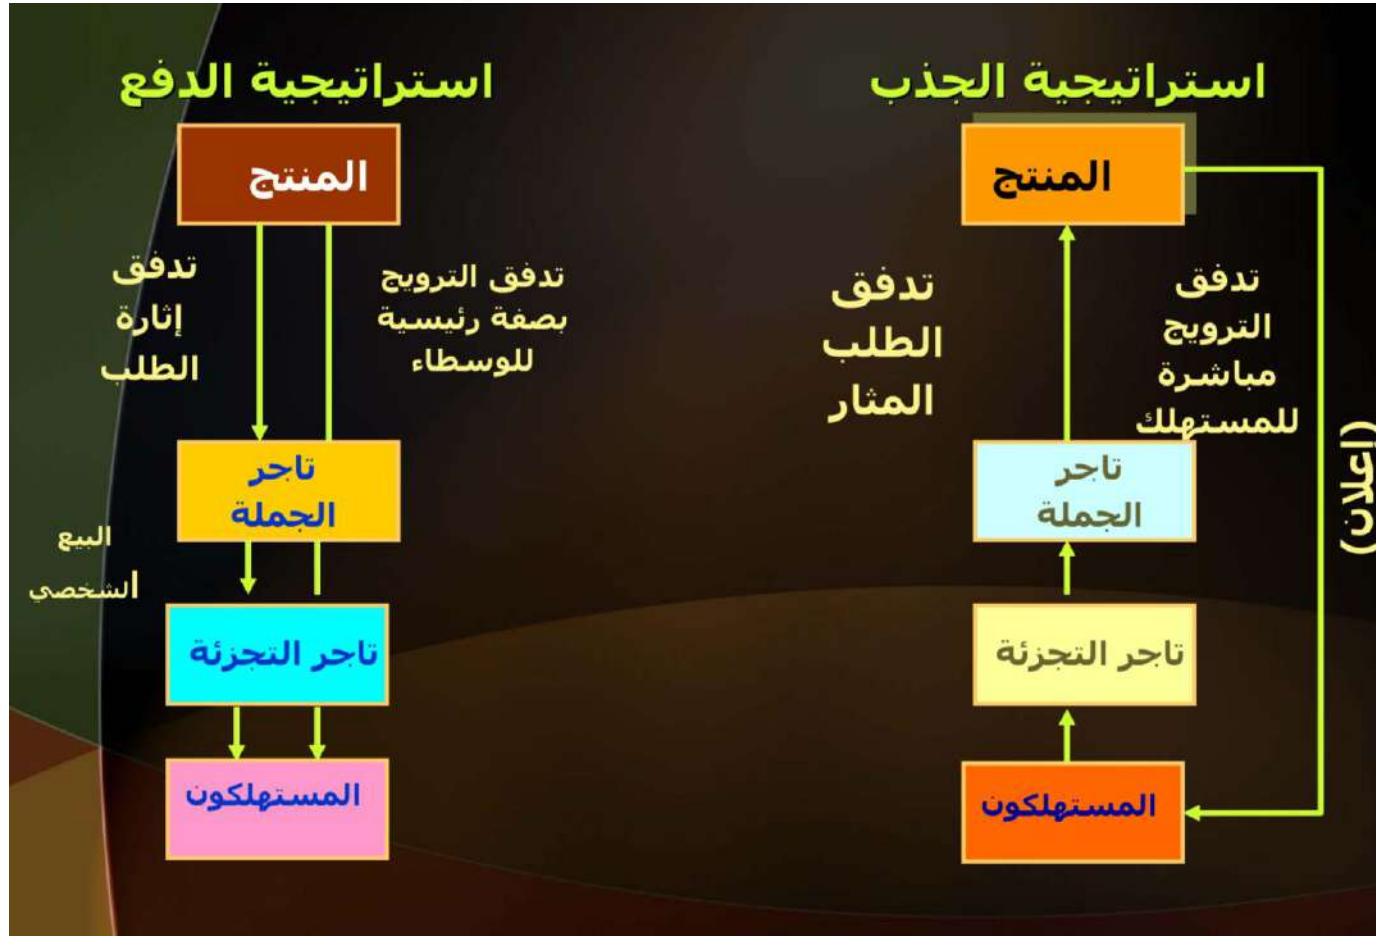 استراتيجية الجذب
المنتج
تدفق
الترويج
مباشرة
للمستهلك
(إعلان)
تدفق
الطلب
المثار
تاجر
الجملة
تاجر التجزئة
المستهلكون
استراتيجية الدفع
المنتج
تدفق الترويج
بصفة رئيسية
للوسطاء
تدفق
إثارة
الطلب
تاجر
الجملة
البيع
الشخصي
تاجر التجزئة
المستهلكون